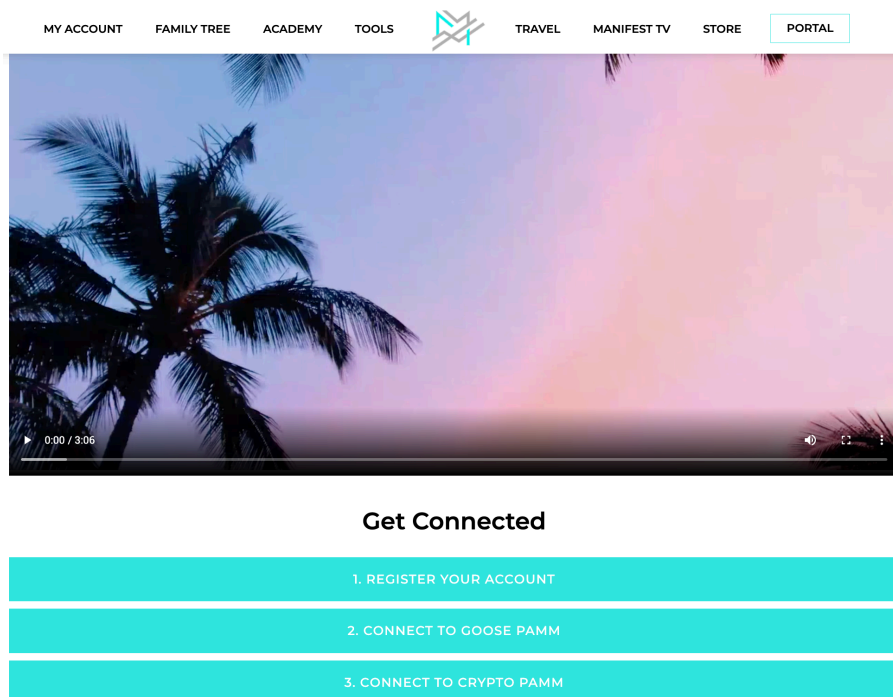 MY ACCOUNT FAMILY TREE ACADEMY TOOLS TRAVEL MANIFEST TV STORE PORTAL
0:00 / 3:06
Get Connected
1. REGISTER YOUR ACCOUNT
2. CONNECT TO GOOSE PAMM
3. CONNECT TO CRYPTO PAMM